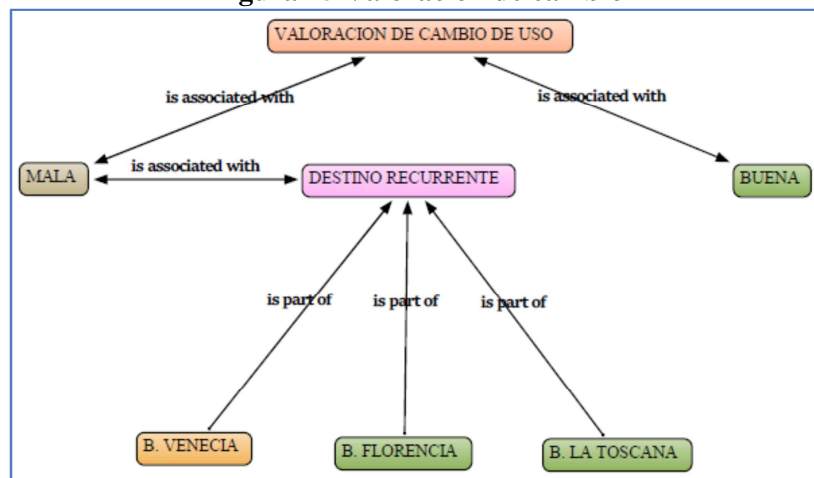 VALORACION DE CAMBIO DE USO
is associated with
is associated with
is associated with
MALA
DESTINO RECURRENTE
BUENA
is part of
is part of
is part of
B. VENECIA
B. FLORENCIA
B. LA TOSCANA